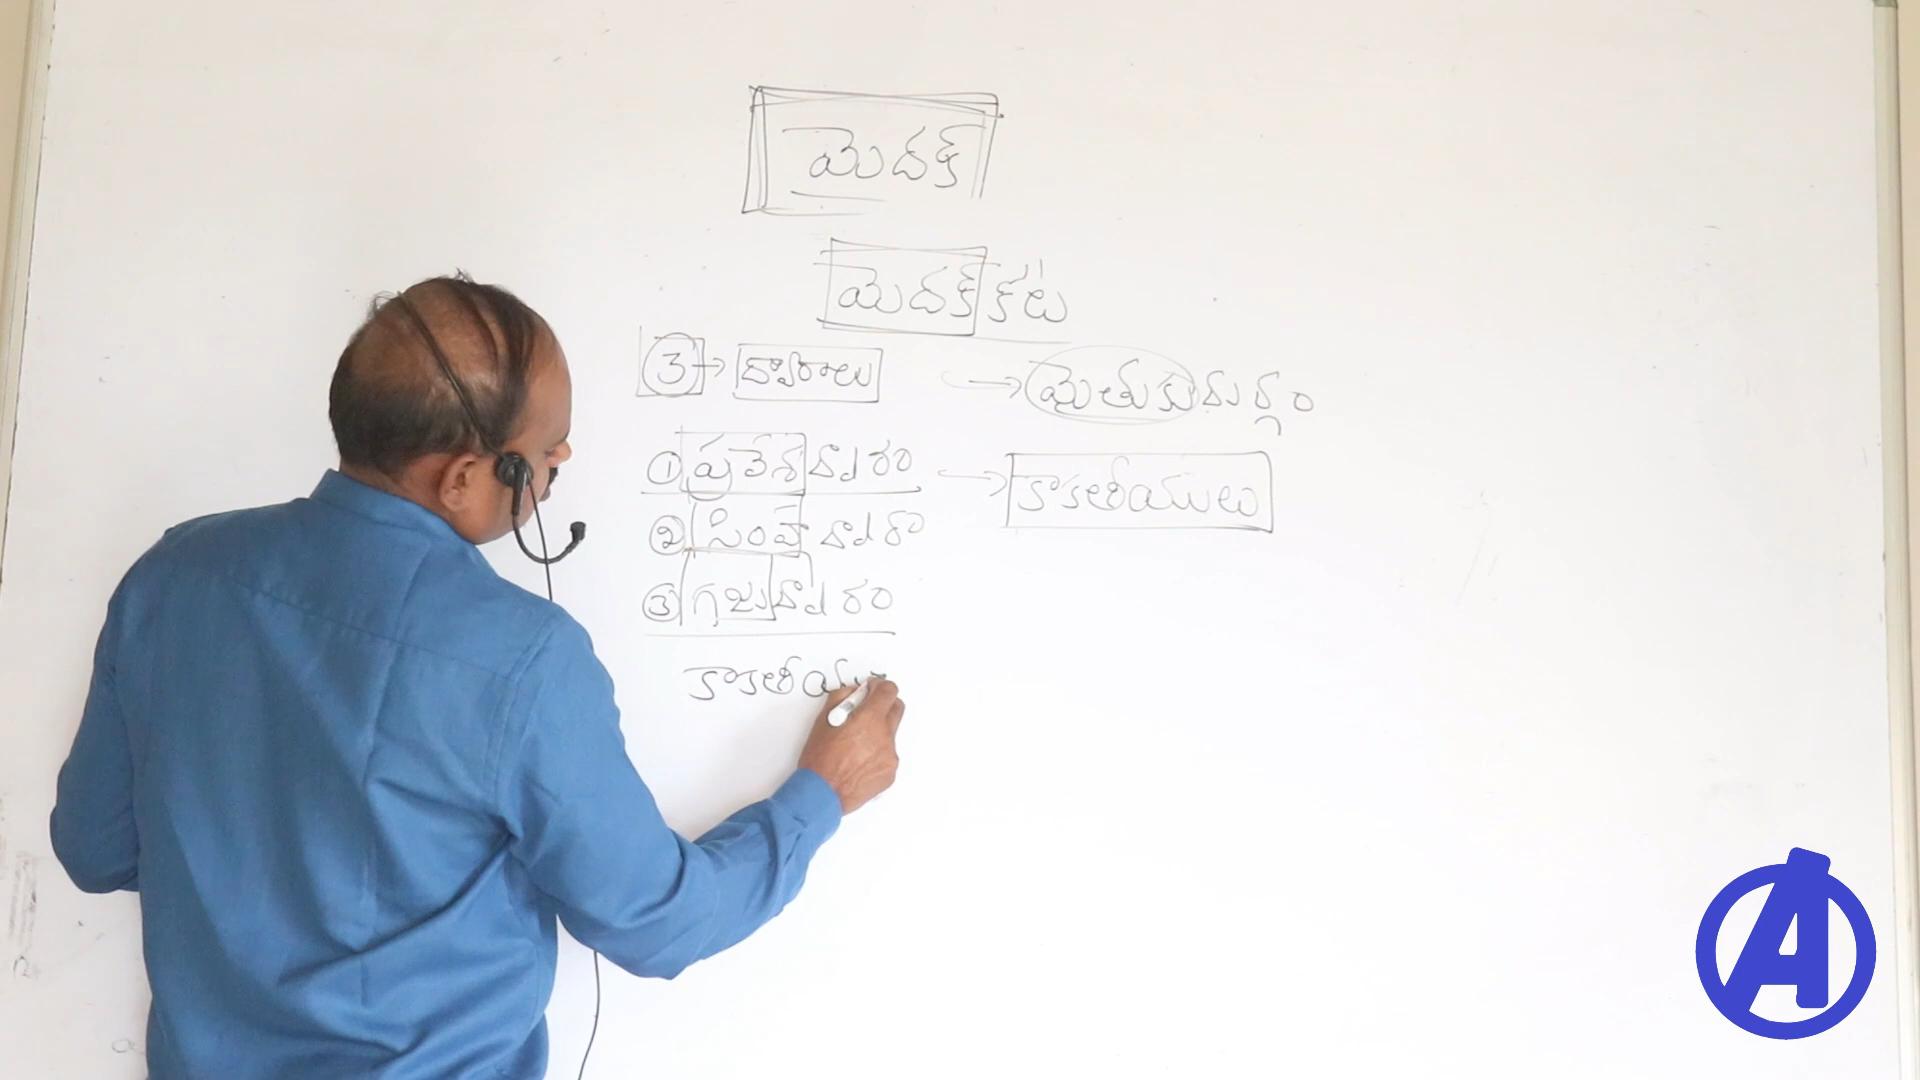 మెదక్
మెదక్ కోట
3 → ద్వారాలు
→ మెతుకుదుర్గం
① ప్రవేశ ద్వారం
→ కాకతీయులు
② సింహ ద్వారం
③ గజ ద్వారం
కాకతీయు
A